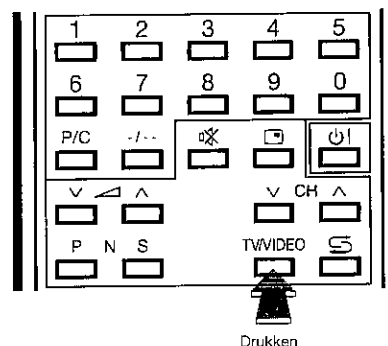 1 2 3 4 5
6 7 8 9 0
P/C -/--
CH
P N S TV/VIDEO
Drukken